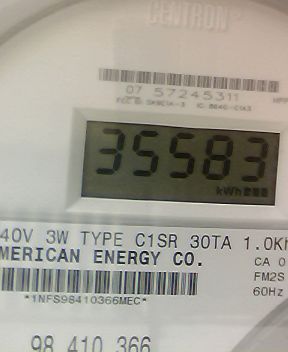 CENTRON
07 57245311
35583
kWh
40V 3W TYPE C1SR 30TA 1.0Kh
MERICAN ENERGY CO.
CA 0
FM2S
60Hz
*1NFS98410366MEC*
98 410 366